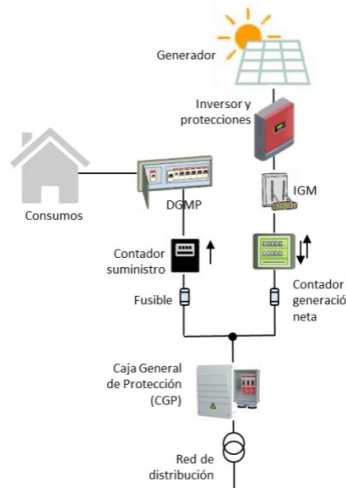 Generador
Inversor y
protecciones
IGM
Consumos
DGMP
Contador
suministro
Fusible
Contador
generació
neta
Caja General
de Protección
(CGP)
Red de
distribución